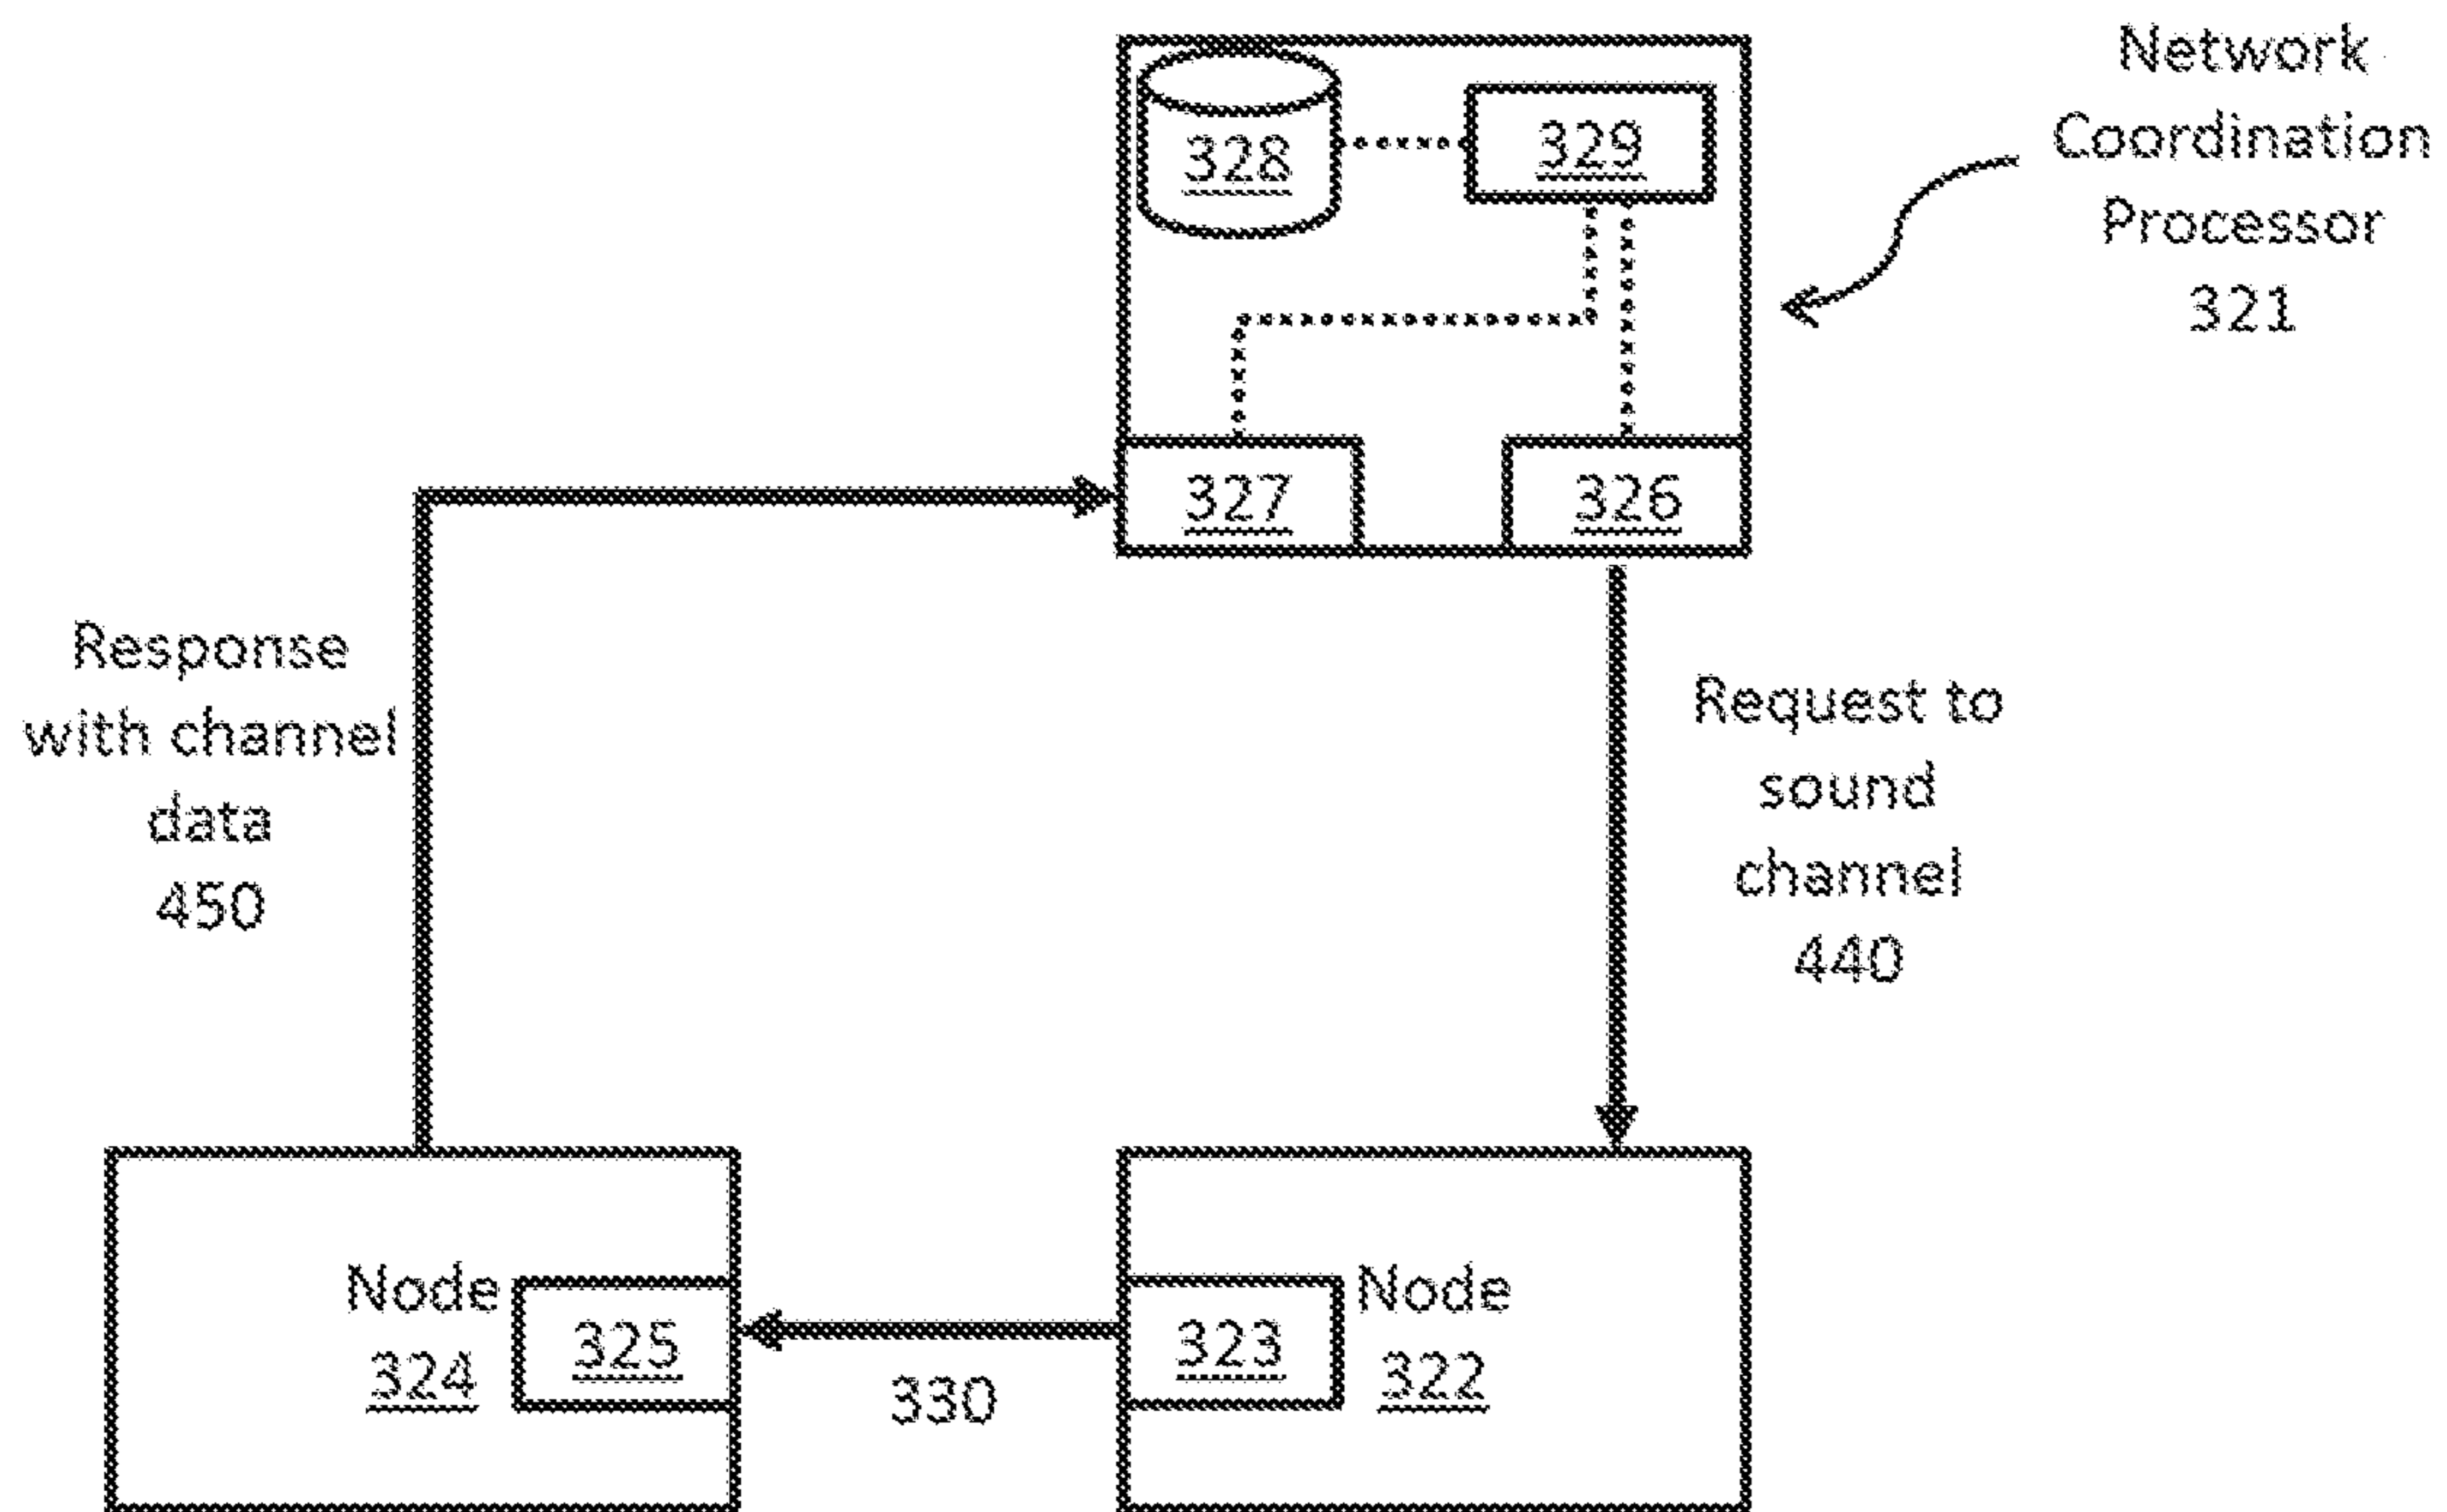 Network
Coordination
Processor
321
328
329
327
326
Response
with channel
data
450
Request to
sound
channel
440
Node
324
325
330
323
Node
322